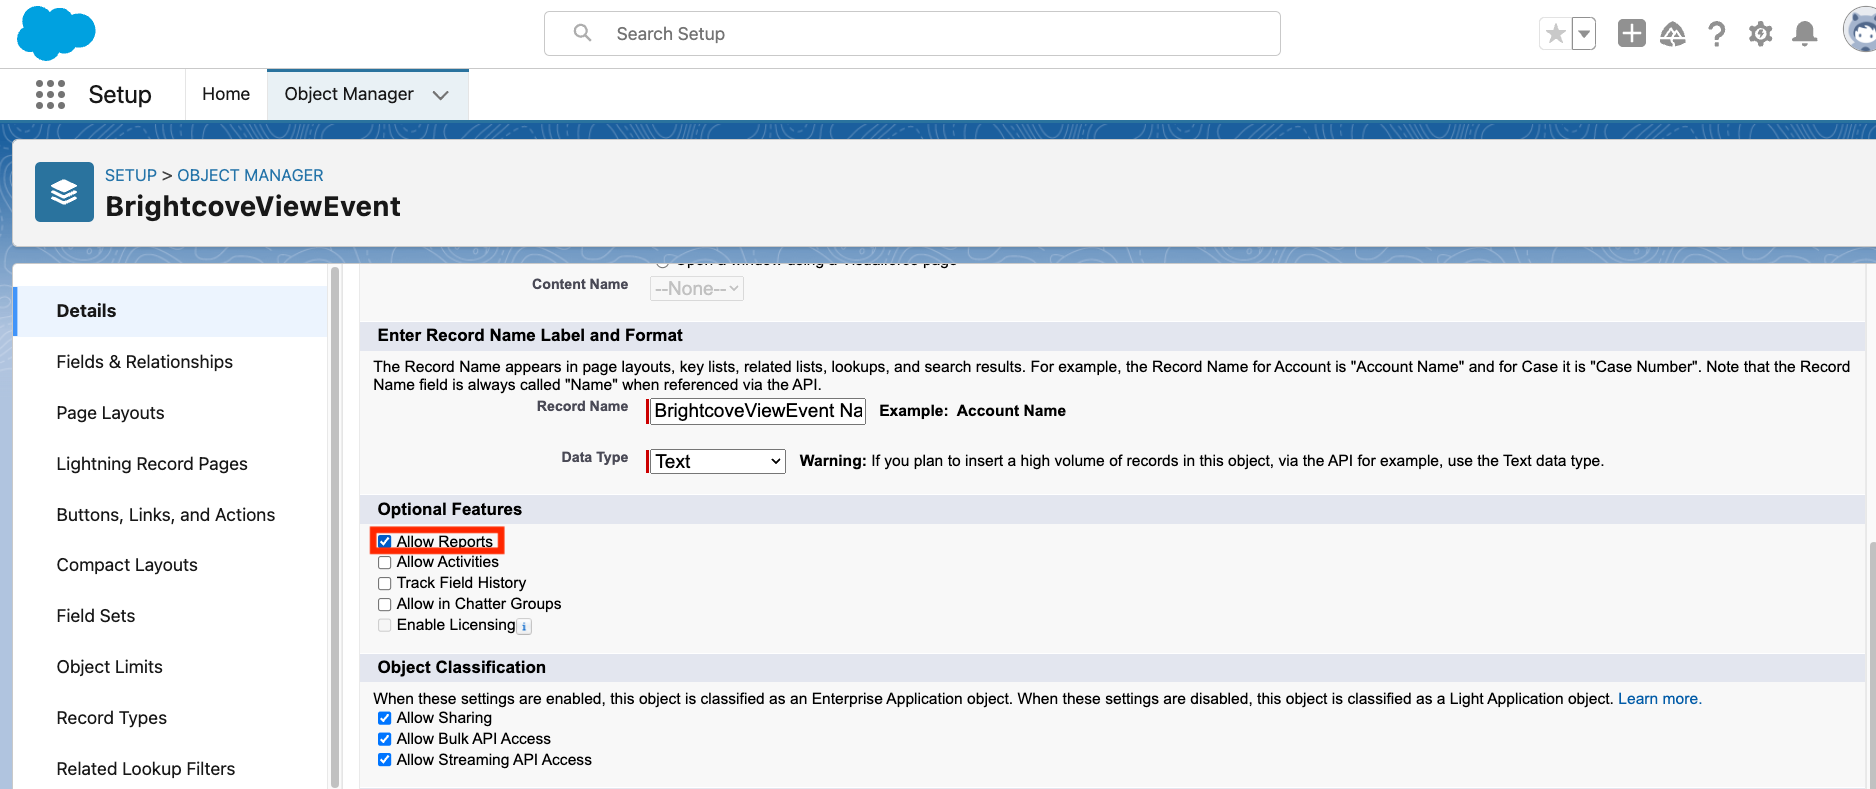 Search Setup
Setup
Home
Object Manager
SETUP > OBJECT MANAGER
BrightcoveViewEvent
Details
Fields & Relationships
Page Layouts
Lightning Record Pages
Buttons, Links, and Actions
Compact Layouts
Field Sets
Object Limits
Record Types
Related Lookup Filters
Open a window using a Visualforce page
Content Name --None--
Enter Record Name Label and Format
The Record Name appears in page layouts, key lists, related lists, lookups, and search results. For example, the Record Name for Account is "Account Name" and for Case it is "Case Number". Note that the Record
Name field is always called "Name" when referenced via the API.
Record Name BrightcoveViewEvent Na Example: Account Name
Data Type Text Warning: If you plan to insert a high volume of records in this object, via the API for example, use the Text data type.
Optional Features
Allow Reports
Allow Activities
Track Field History
Allow in Chatter Groups
Enable Licensing i
Object Classification
When these settings are enabled, this object is classified as an Enterprise Application object. When these settings are disabled, this object is classified as a Light Application object. Learn more.
Allow Sharing
Allow Bulk API Access
Allow Streaming API Access